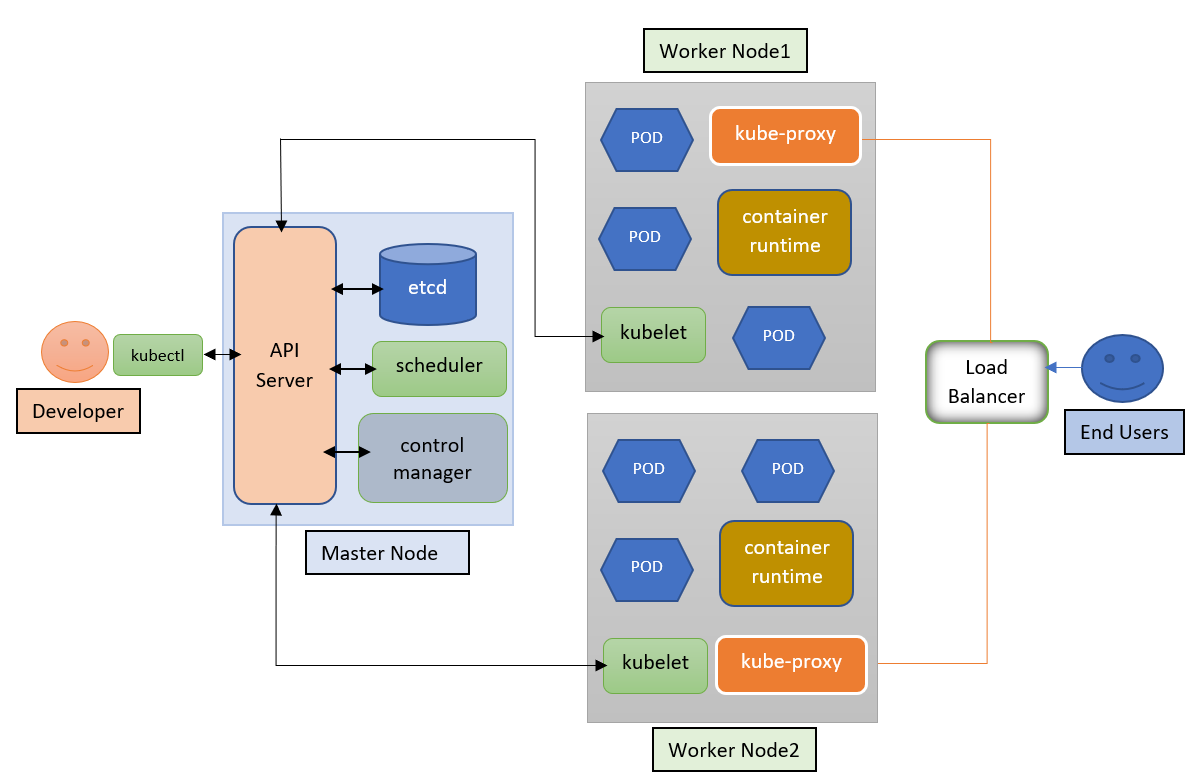 Worker Node1
POD
kube-proxy
POD
container
runtime
kubelet
POD
etcd
API
Server
scheduler
control
manager
Master Node
kubectl
Developer
Load
Balancer
End Users
POD
POD
POD
container
runtime
kubelet
kube-proxy
Worker Node2